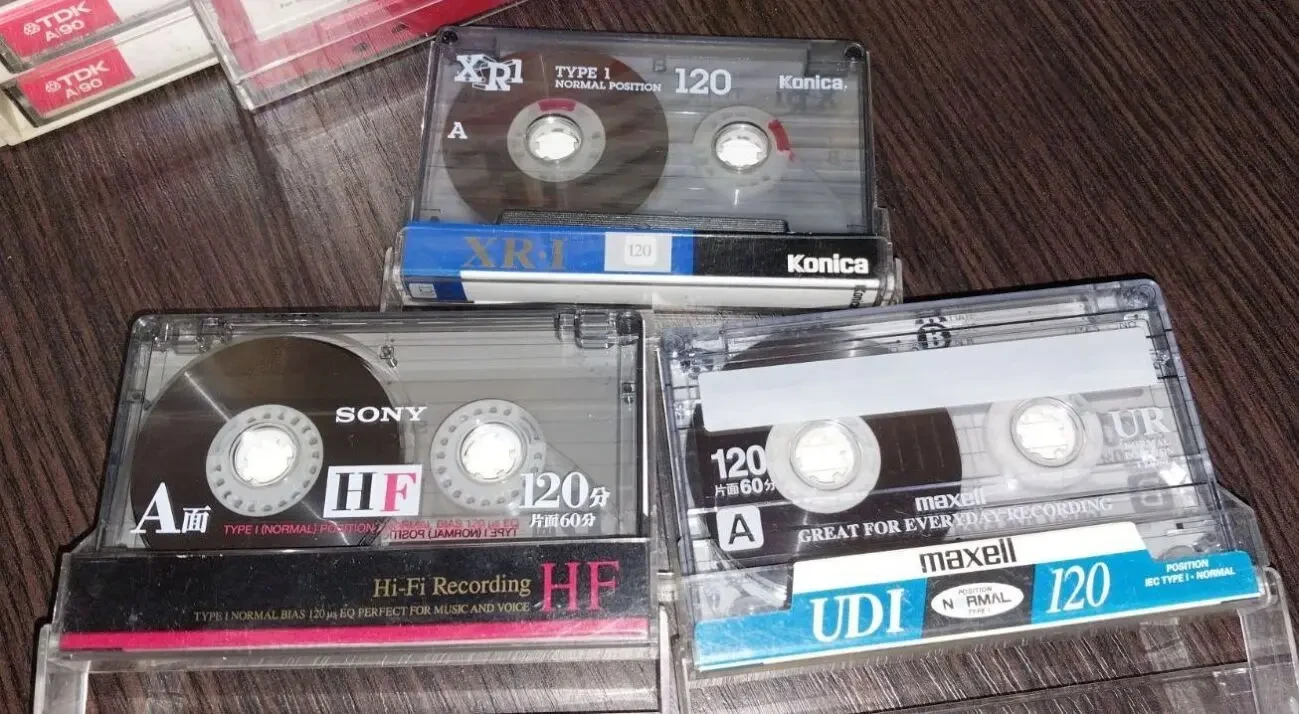 TDK
A 90
TDK
A 90
XR1
TYPE 1
NORMAL POSITION
120
Konica
A
XR·I
120
Konica
SONY
HF
A面
120分
片面60分
TYPE I (NORMAL) POSITION
Hi-Fi Recording HF
TYPE I NORMAL BIAS 120 μs EQ PERFECT FOR MUSIC AND VOICE
B
UR
NORMAL
120
片面60分
A
maxell
GREAT FOR EVERYDAY RECORDING
maxell
UDI
POSITION
NORMAL
TYPE I
120
POSITION
IEC TYPE I • NORMAL